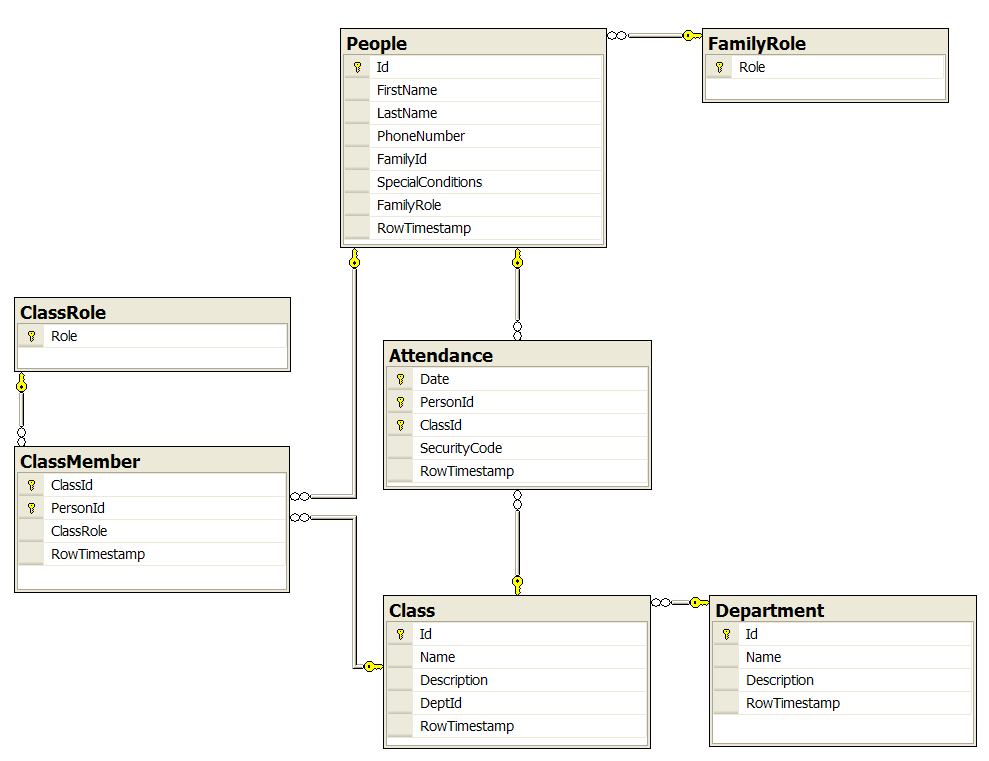 People
Id
FirstName
LastName
PhoneNumber
FamilyId
SpecialConditions
FamilyRole
RowTimestamp
FamilyRole
Role
ClassRole
Role
Attendance
Date
PersonId
ClassId
SecurityCode
RowTimestamp
ClassMember
ClassId
PersonId
ClassRole
RowTimestamp
Class
Id
Name
Description
DeptId
RowTimestamp
Department
Id
Name
Description
RowTimestamp